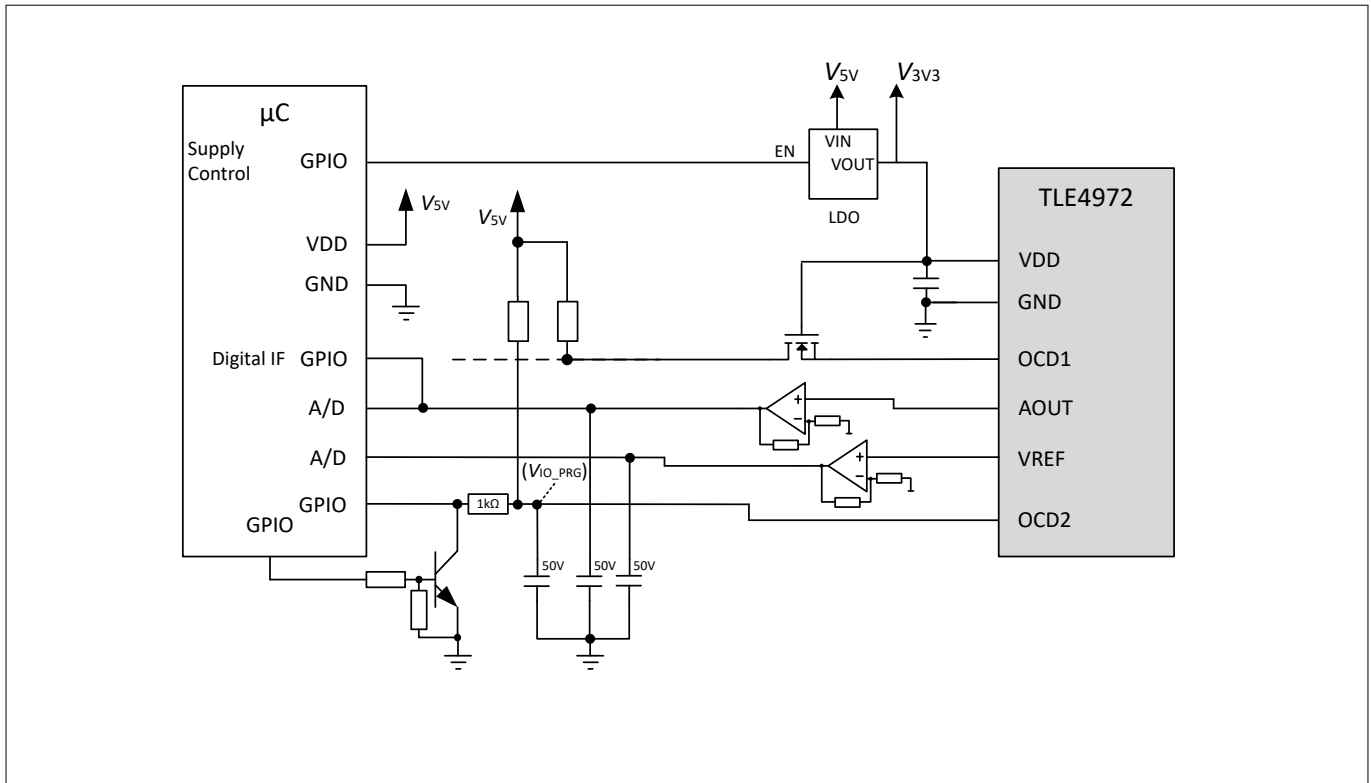 V5V
V3V3
µC
Supply
Control
GPIO
EN
VIN
VOUT
LDO
TLE4972
V5V
V5V
VDD
VDD
GND
GND
Digital IF
GPIO
OCD1
A/D
+
-
AOUT
A/D
+
-
VREF
(VIO_PRG)
GPIO
1kΩ
OCD2
GPIO
50V
50V
50V